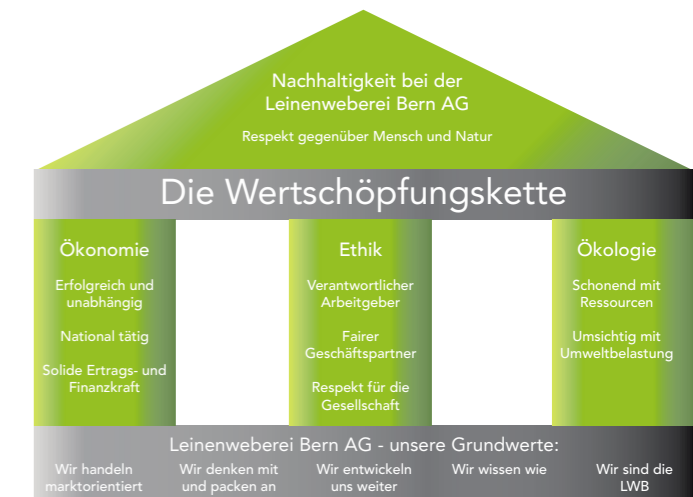 Nachhaltigkeit bei der
Leinenweberei Bern AG
Respekt gegenüber Mensch und Natur
Die Wertschöpfungskette
Ökonomie
Erfolgreich und
unabhängig
National tätig
Solide Ertrags- und
Finanzkraft
Ethik
Verantwortlicher
Arbeitgeber
Fairer
Geschäftspartner
Respekt für die
Gesellschaft
Ökologie
Schonend mit
Ressourcen
Umsichtig mit
Umweltbelastung
Leinenweberei Bern AG - unsere Grundwerte:
Wir handeln
marktorientiert
Wir denken mit
und packen an
Wir entwickeln
uns weiter
Wir wissen wie
Wir sind die
LWB